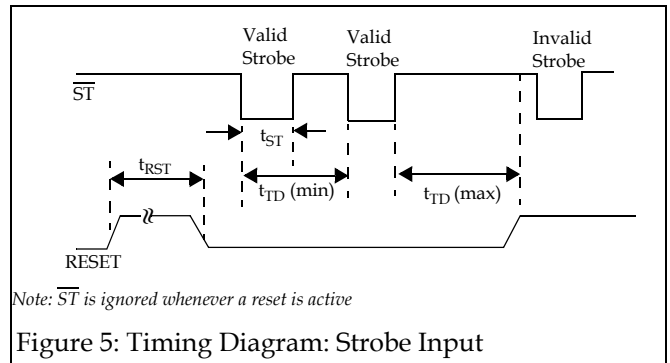 Valid Strobe
Valid Strobe
Invalid Strobe
ST
tST
tRST
tTD (min)
tTD (max)
RESET
Note: ST is ignored whenever a reset is active
Figure 5: Timing Diagram: Strobe Input